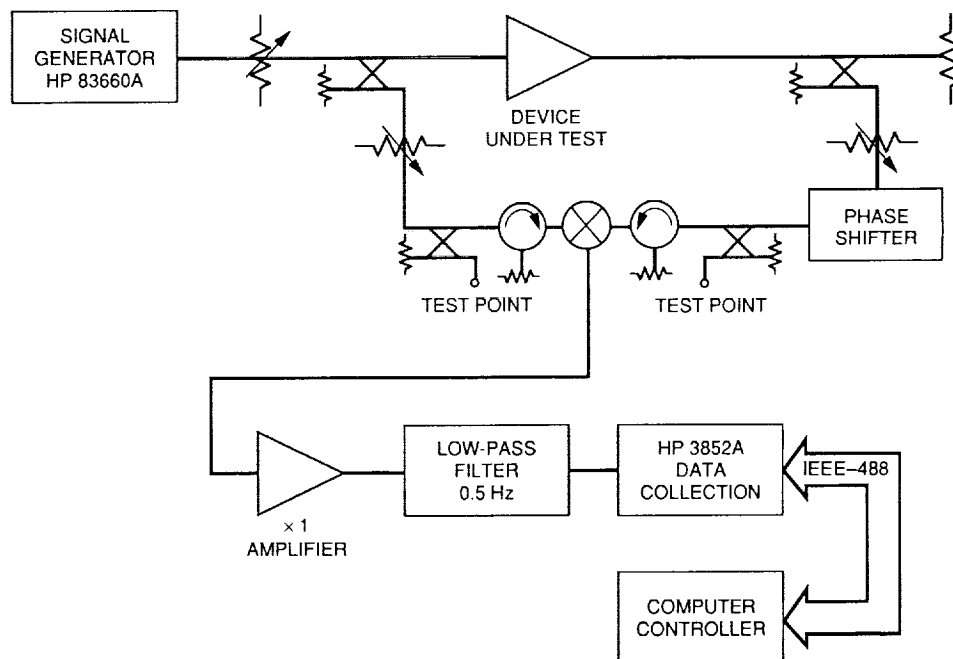 SIGNAL
GENERATOR
HP 83660A
DEVICE
UNDER TEST
PHASE
SHIFTER
TEST POINT
TEST POINT
LOW-PASS
FILTER
0.5 Hz
HP 3852A
DATA
COLLECTION
IEEE–488
× 1
AMPLIFIER
COMPUTER
CONTROLLER